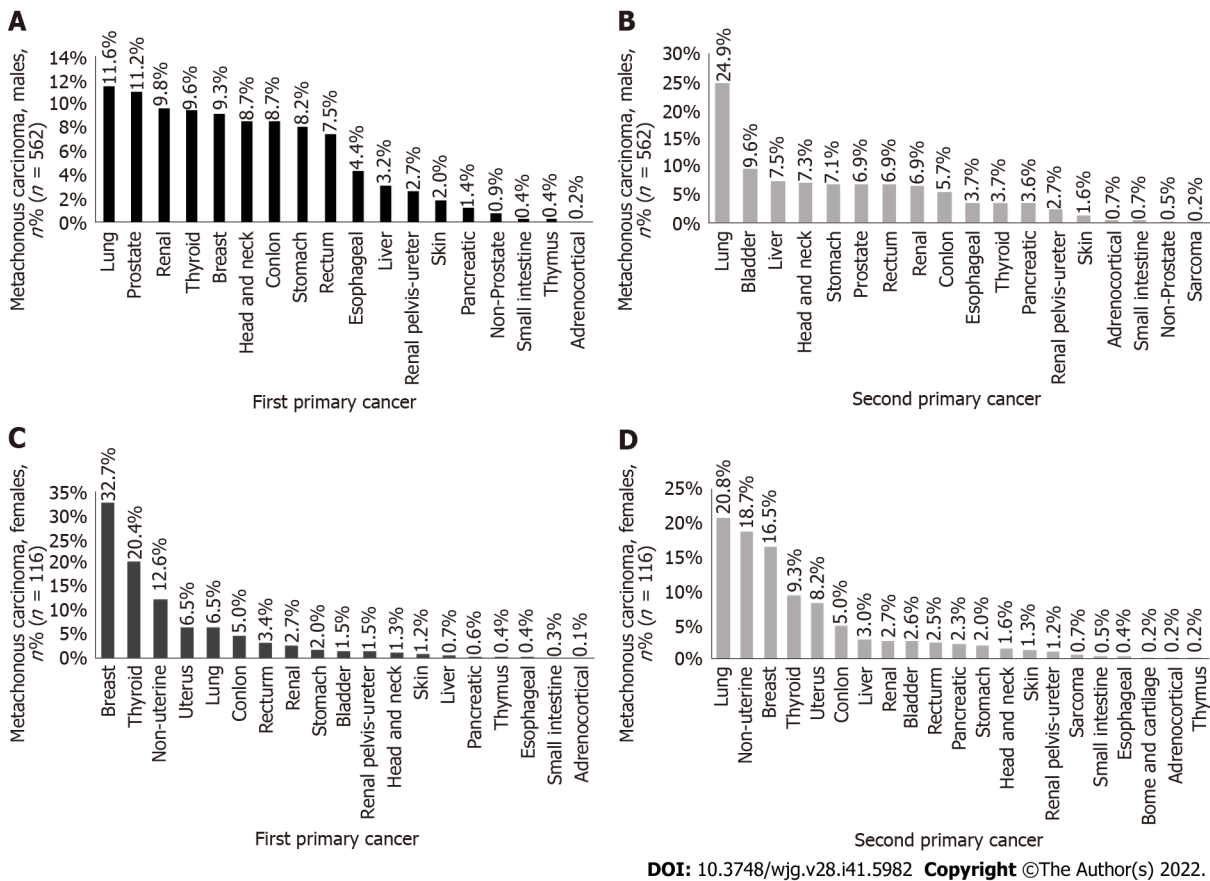 A
Metachonous carcinoma, males,
n% (n = 562)
14%
12%
10%
8%
6%
4%
2%
0%
11.6%
11.2%
9.8%
9.6%
9.3%
8.7%
8.7%
8.2%
7.5%
4.4%
3.2%
2.7%
2.0%
1.4%
0.9%
0.4%
0.4%
0.2%
Lung
Prostate
Renal
Thyroid
Breast
Head and neck
Conlon
Stomach
Rectum
Esophageal
Liver
Renal pelvis-ureter
Skin
Pancreatic
Non-Prostate
Small intestine
Thymus
Adrenocortical
First primary cancer
B
Metachonous carcinoma, males,
n% (n = 562)
30%
25%
20%
15%
10%
5%
0%
24.9%
9.6%
7.5%
7.3%
7.1%
6.9%
6.9%
6.9%
5.7%
3.7%
3.7%
3.6%
2.7%
1.6%
0.7%
0.7%
0.5%
0.2%
Lung
Bladder
Liver
Head and neck
Stomach
Prostate
Rectum
Renal
Conlon
Esophageal
Thyroid
Pancreatic
Renal pelvis-ureter
Skin
Adrenocortical
Small intestine
Non-Prostate
Sarcoma
Second primary cancer
C
Metachonous carcinoma, females,
n% (n = 116)
35%
30%
25%
20%
15%
10%
5%
0%
32.7%
20.4%
12.6%
6.5%
6.5%
5.0%
3.4%
2.7%
2.0%
1.5%
1.5%
1.3%
1.2%
0.7%
0.6%
0.4%
0.4%
0.3%
0.1%
Breast
Thyroid
Non-uterine
Uterus
Lung
Conlon
Recturm
Renal
Stomach
Bladder
Renal pelvis-ureter
Head and neck
Skin
Liver
Pancreatic
Thymus
Esophageal
Small intestine
Adrenocortical
First primary cancer
D
Metachonous carcinoma, females,
n% (n = 116)
25%
20%
15%
10%
5%
0%
20.8%
18.7%
16.5%
9.3%
8.2%
5.0%
3.0%
2.7%
2.6%
2.5%
2.3%
2.0%
1.6%
1.3%
1.2%
0.7%
0.5%
0.4%
0.2%
0.2%
0.2%
Lung
Non-uterine
Breast
Thyroid
Uterus
Conlon
Liver
Renal
Bladder
Recturm
Pancreatic
Stomach
Head and neck
Skin
Renal pelvis-ureter
Sarcoma
Small intestine
Esophageal
Bome and cartilage
Adrenocortical
Thymus
Second primary cancer
DOI: 10.3748/wjg.v28.i41.5982 Copyright ©The Author(s) 2022.